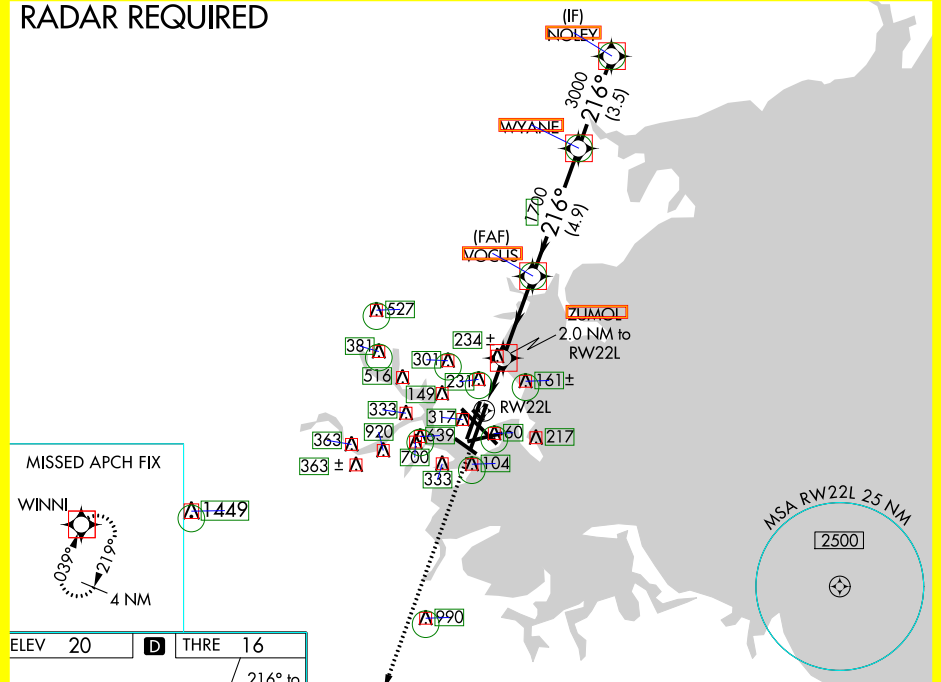 RADAR REQUIRED
(IF)
NOLEY
3000
216°
(3.5)
WYANE
1700
216°
(4.9)
(FAF)
VOCUS
527
ZUMOL
2.0 NM to
RW22L
234 ±
381
301
516
231
161±
149
333
317
RW22L
920
639
60
217
363
700
363 ±
333
104
MISSED APCH FIX
WINNI
1449
039°
219°
4 NM
MSA RW22L 25 NM
2500
990
ELEV 20
D
THRE 16
216° to